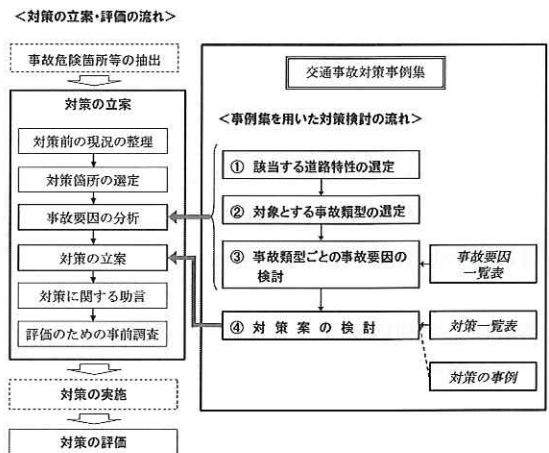 ＜対策の立案・評価の流れ＞
事故危険箇所等の抽出
対策の立案
対策前の現況の整理
対策箇所の選定
事故要因の分析
対策の立案
対策に関する助言
評価のための事前調査
対策の実施
対策の評価
交通事故対策事例集
＜事例集を用いた対策検討の流れ＞
① 該当する道路特性の選定
② 対象とする事故類型の選定
③ 事故類型ごとの事故要因の
検討
事故要因
一覧表
④ 対策案の検討
対策一覧表
対策の事例